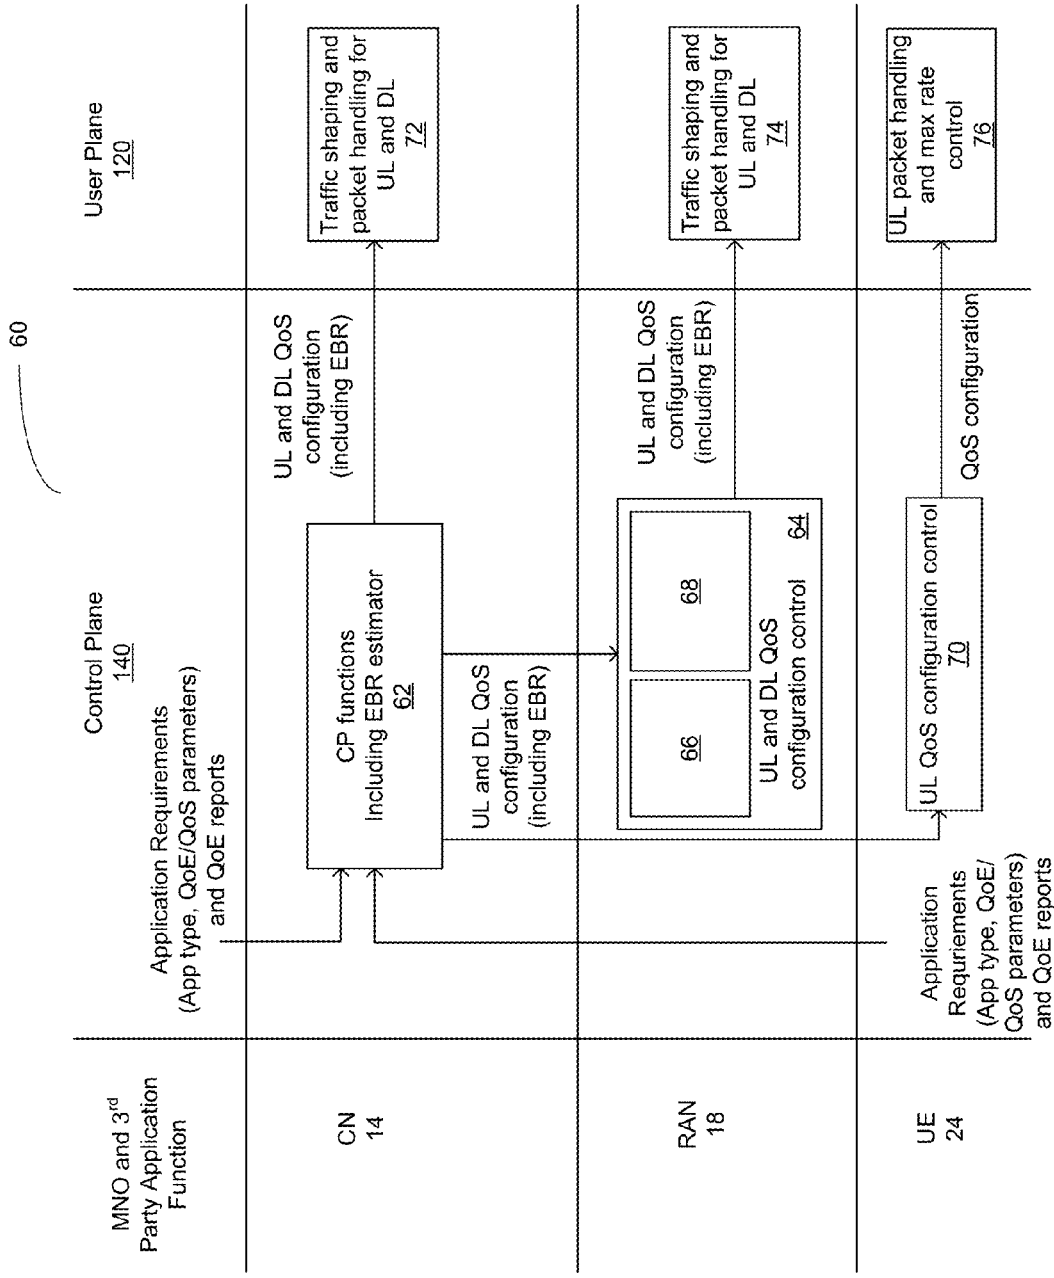 60
MNO and 3rd
Party Application
Function
Control Plane
140
User Plane
120
Application Requirements
(App type, QoE/QoS parameters)
and QoE reports
CN
14
CP functions
Including EBR estimator
62
UL and DL QoS
configuration
(including EBR)
Traffic shaping and
packet handling for
UL and DL
72
UL and DL QoS
configuration
(including EBR)
RAN
18
66
68
UL and DL QoS
configuration control
64
UL and DL QoS
configuration
(including EBR)
Traffic shaping and
packet handling for
UL and DL
74
UE
24
Application
Requriements
(App type, QoE/
QoS parameters)
and QoE reports
UL QoS configuration control
70
QoS configuration
UL packet handling
and max rate
control
76